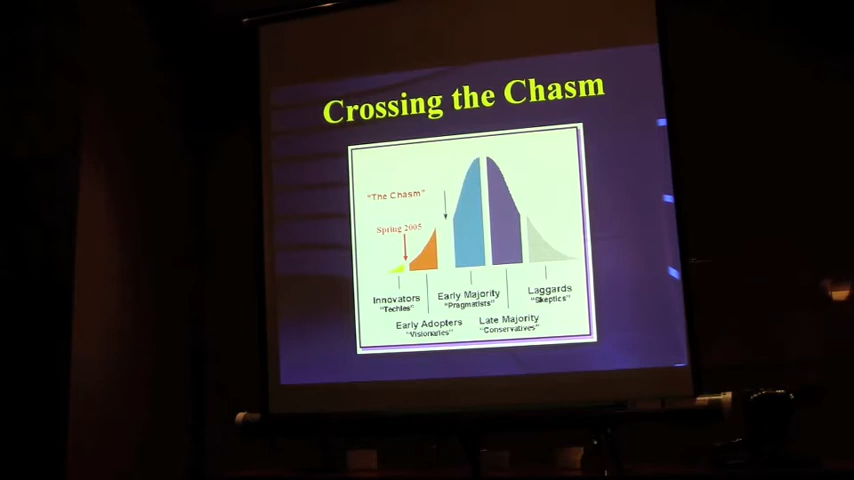 Crossing the Chasm
"The Chasm"
Spring 2005
Innovators
"Techies"
Early Adopters
"Visionaries"
Early Majority
"Pragmatists"
Late Majority
"Conservatives"
Laggards
"Skeptics"